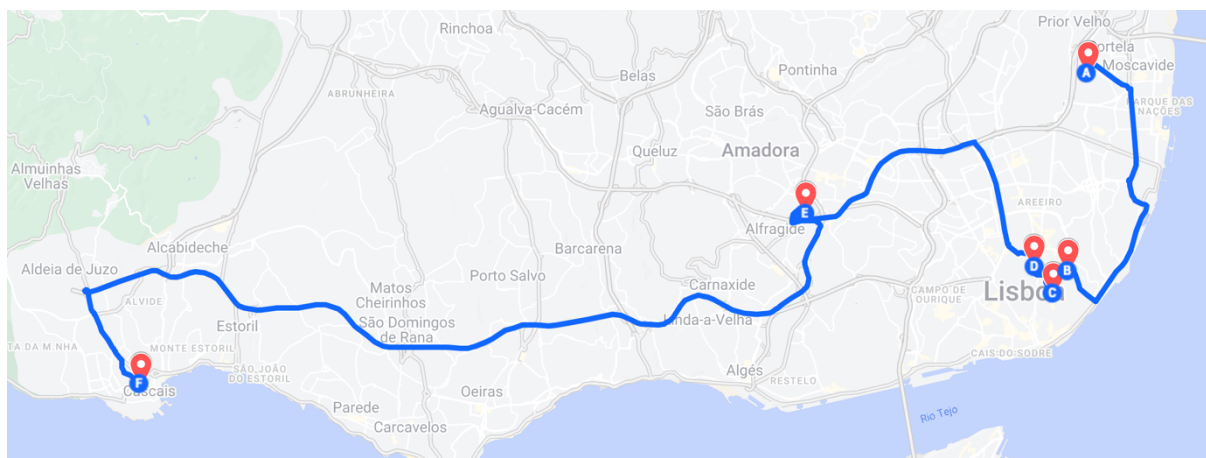 Rinchoa
Prior Velho
Portela
Moscavide
Belas
Pontinha
ABRUNHEIRA
Agualva-Cacém
São Brás
PARQUE DAS
NAÇÕES
Almuinhas
Velhas
Queluz
Amadora
AREEIRO
Alfragide
Alcabideche
Barcarena
Aldeia de Juzo
Porto Salvo
Carnaxide
CAMPO DE
OURIQUE
Lisboa
ALVIDE
Matos
Cheirinhos
Estoril
São Domingos
de Rana
Linda-a-Velha
MONTE ESTORIL
CAIS DO SODRÉ
SÃO JOÃO
DO ESTORIL
Algés
RESTELO
Cascais
Oeiras
Parede
Carcavelos
Rio Tejo
A
B
C
D
E
F